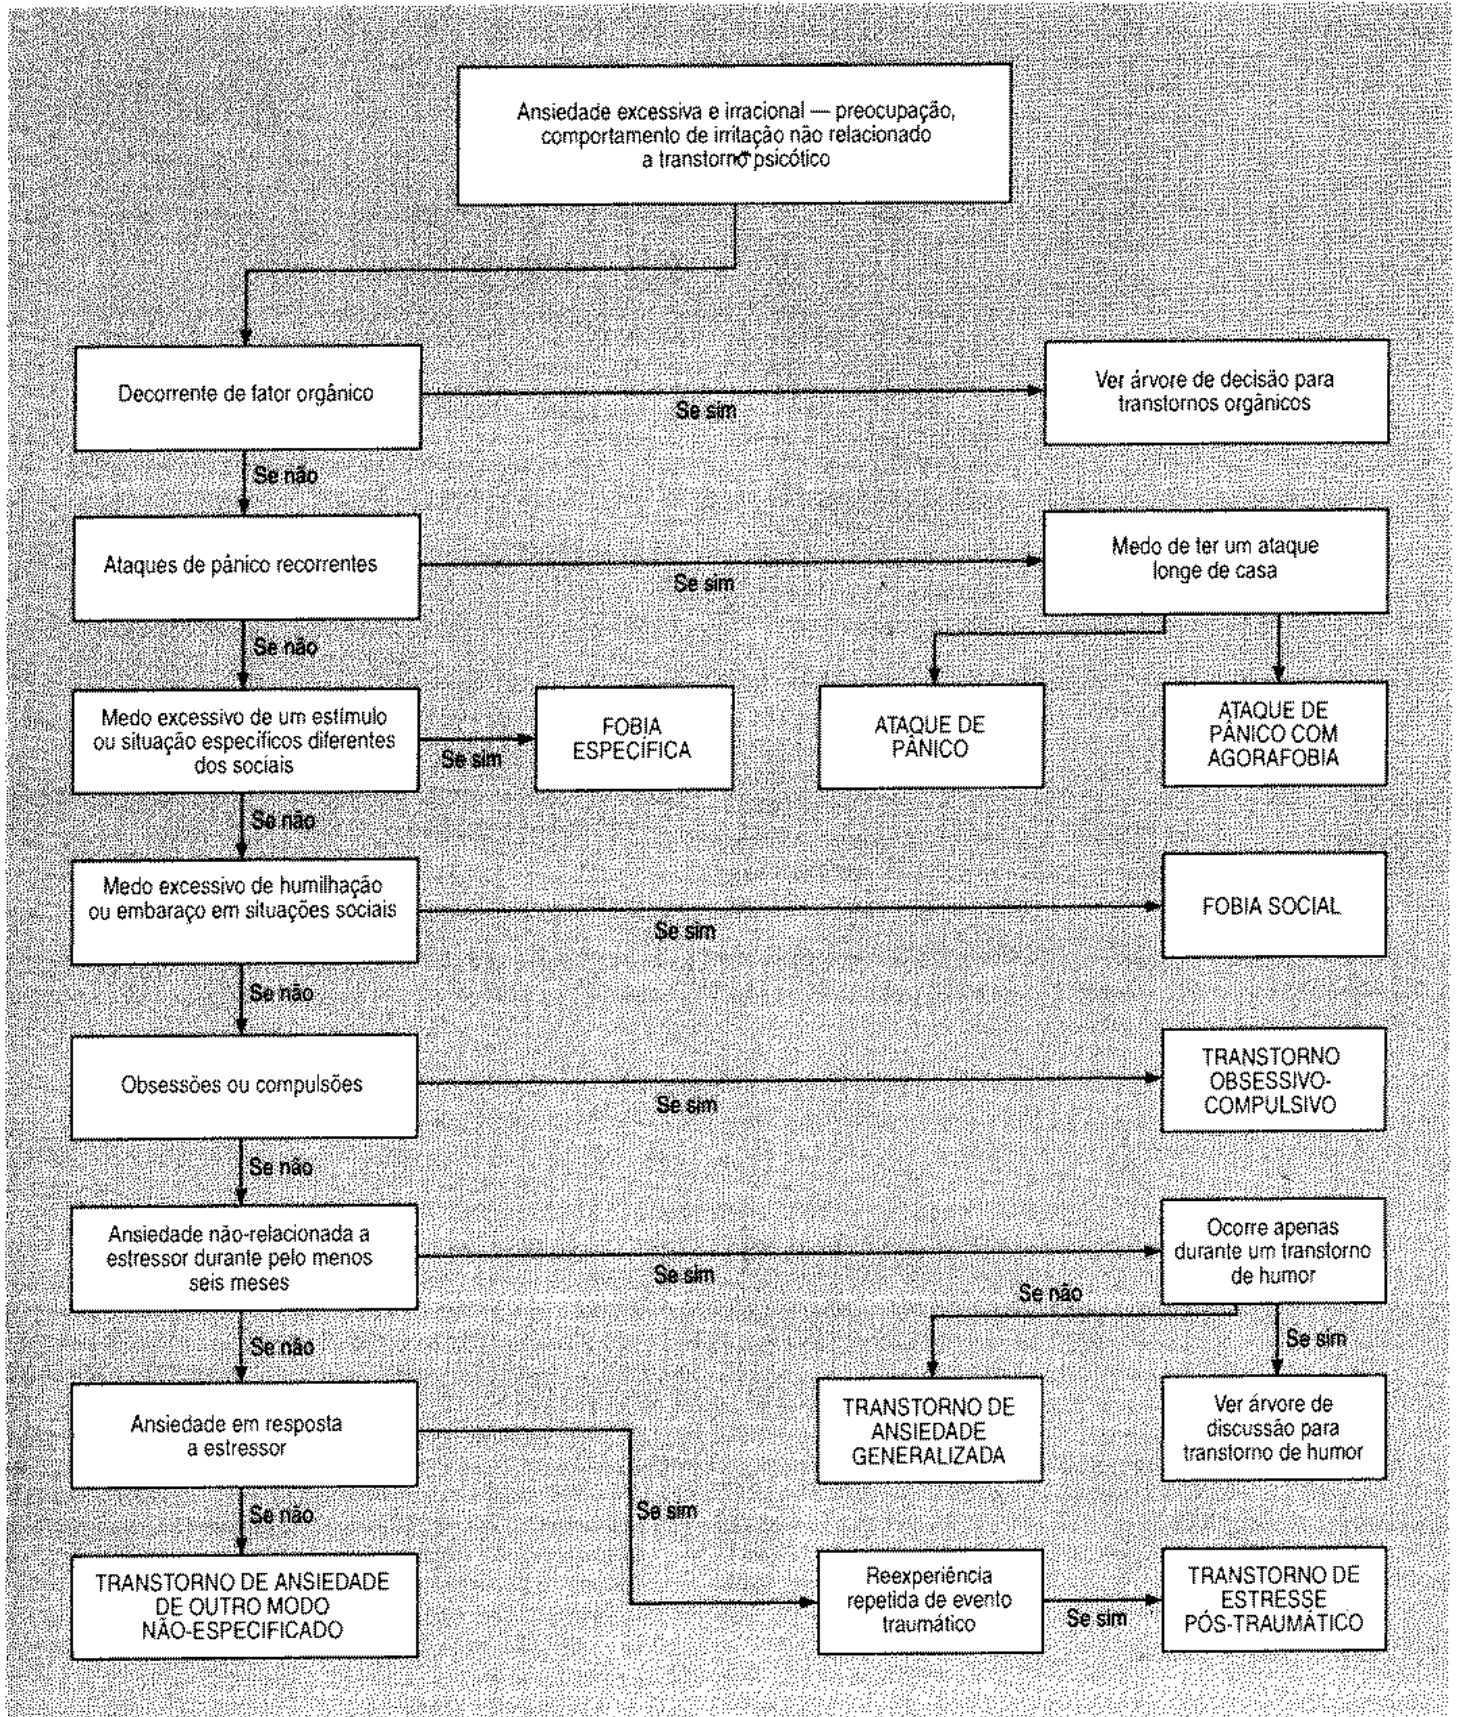 Ansiedade excessiva e irracional — preocupação,
comportamento de irritação não relacionado
a transtorno psicótico
Decorrente de fator orgânico
Se sim
Ver árvore de decisão para
transtornos orgânicos
Se não
Ataques de pânico recorrentes
Se sim
Medo de ter um ataque
longe de casa
Se não
Medo excessivo de um estímulo
ou situação específicos diferentes
dos sociais
Se sim
FOBIA
ESPECÍFICA
ATAQUE DE
PÂNICO
ATAQUE DE
PÂNICO COM
AGORAFOBIA
Se não
Medo excessivo de humilhação
ou embaraço em situações sociais
Se sim
FOBIA SOCIAL
Se não
Obsessões ou compulsões
Se sim
TRANSTORNO
OBSESSIVO-
COMPULSIVO
Se não
Ansiedade não-relacionada a
estressor durante pelo menos
seis meses
Se sim
Ocorre apenas
durante um transtorno
de humor
Se não
Se sim
TRANSTORNO DE
ANSIEDADE
GENERALIZADA
Ver árvore de
discussão para
transtorno de humor
Se não
Ansiedade em resposta
a estressor
Se sim
Reexperiência
repetida de evento
traumático
Se sim
TRANSTORNO DE
ESTRESSE
PÓS-TRAUMÁTICO
Se não
TRANSTORNO DE ANSIEDADE
DE OUTRO MODO
NÃO-ESPECIFICADO